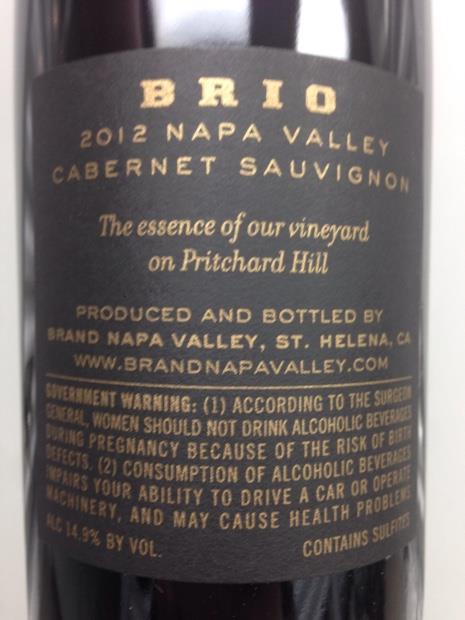 BRIO
2012 NAPA VALLEY
CABERNET SAUVIGNON
The essence of our vineyard
on Pritchard Hill
PRODUCED AND BOTTLED BY
BRAND NAPA VALLEY, ST. HELENA, CA
WWW.BRANDNAPAVALLEY.COM
GOVERNMENT WARNING: (1) ACCORDING TO THE SURGEON
GENERAL, WOMEN SHOULD NOT DRINK ALCOHOLIC BEVERAGES
DURING PREGNANCY BECAUSE OF THE RISK OF BIRTH
DEFECTS. (2) CONSUMPTION OF ALCOHOLIC BEVERAGES
IMPAIRS YOUR ABILITY TO DRIVE A CAR OR OPERATE
MACHINERY, AND MAY CAUSE HEALTH PROBLEMS
ALC 14.9% BY VOL. CONTAINS SULFITES